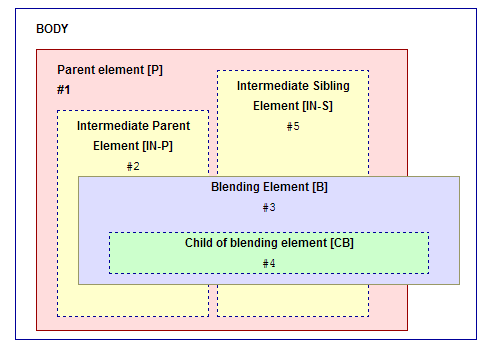 BODY
Parent element [P]
#1
Intermediate Parent
Element [IN-P]
#2
Intermediate Sibling
Element [IN-S]
#5
Blending Element [B]
#3
Child of blending element [CB]
#4